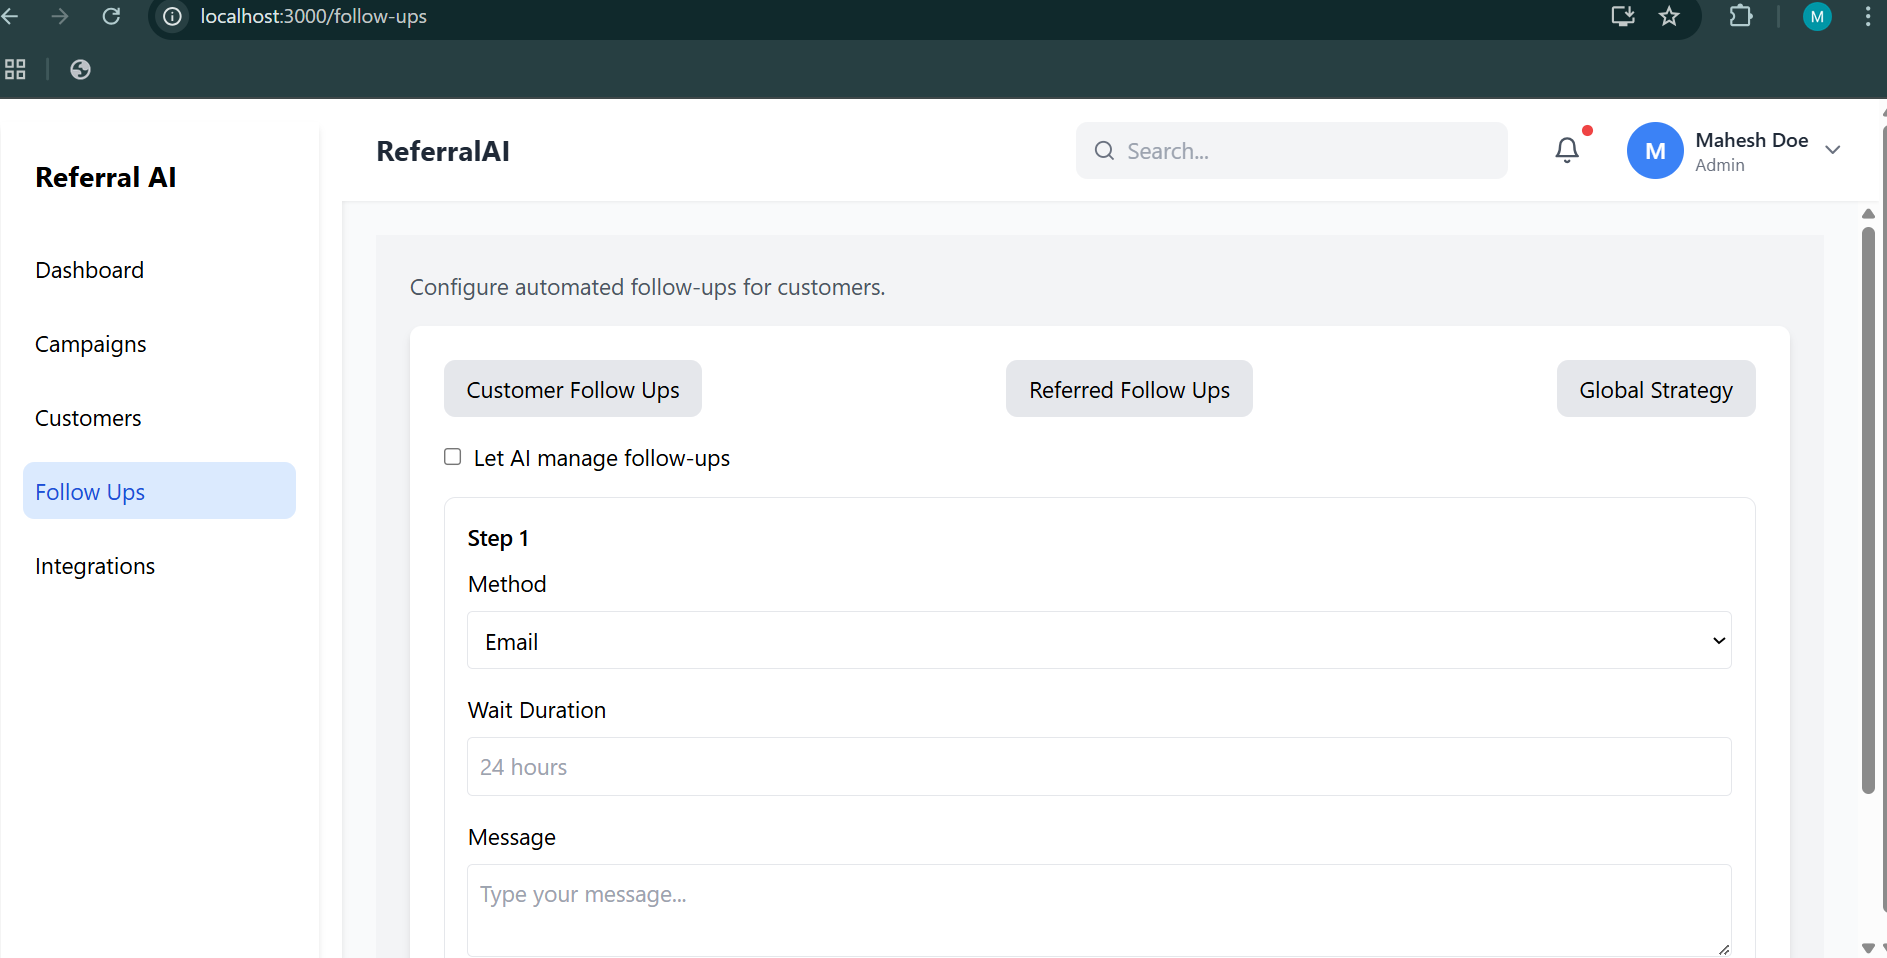 localhost:3000/follow-ups
M
Referral AI
Dashboard
Campaigns
Customers
Follow Ups
Integrations
ReferralAI
Search...
M
Mahesh Doe
Admin
Configure automated follow-ups for customers.
Customer Follow Ups
Referred Follow Ups
Global Strategy
Let AI manage follow-ups
Step 1
Method
Email
Wait Duration
24 hours
Message
Type your message...